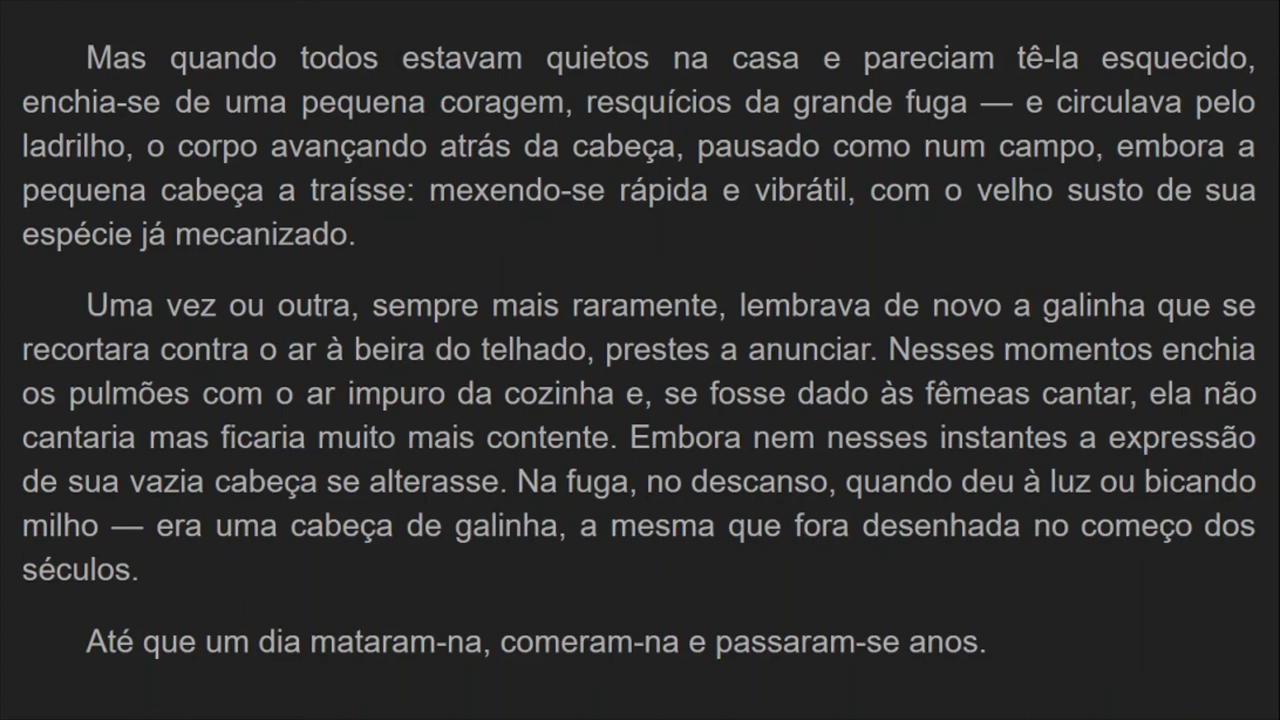 Mas quando todos estavam quietos na casa e pareciam tê-la esquecido,
enchia-se de uma pequena coragem, resquícios da grande fuga — e circulava pelo
ladrilho, o corpo avançando atrás da cabeça, pausado como num campo, embora a
pequena cabeça a traísse: mexendo-se rápida e vibrátil, com o velho susto de sua
espécie já mecanizado.
Uma vez ou outra, sempre mais raramente, lembrava de novo a galinha que se
recortara contra o ar à beira do telhado, prestes a anunciar. Nesses momentos enchia
os pulmões com o ar impuro da cozinha e, se fosse dado às fêmeas cantar, ela não
cantaria mas ficaria muito mais contente. Embora nem nesses instantes a expressão
de sua vazia cabeça se alterasse. Na fuga, no descanso, quando deu à luz ou bicando
milho — era uma cabeça de galinha, a mesma que fora desenhada no começo dos
séculos.
Até que um dia mataram-na, comeram-na e passaram-se anos.